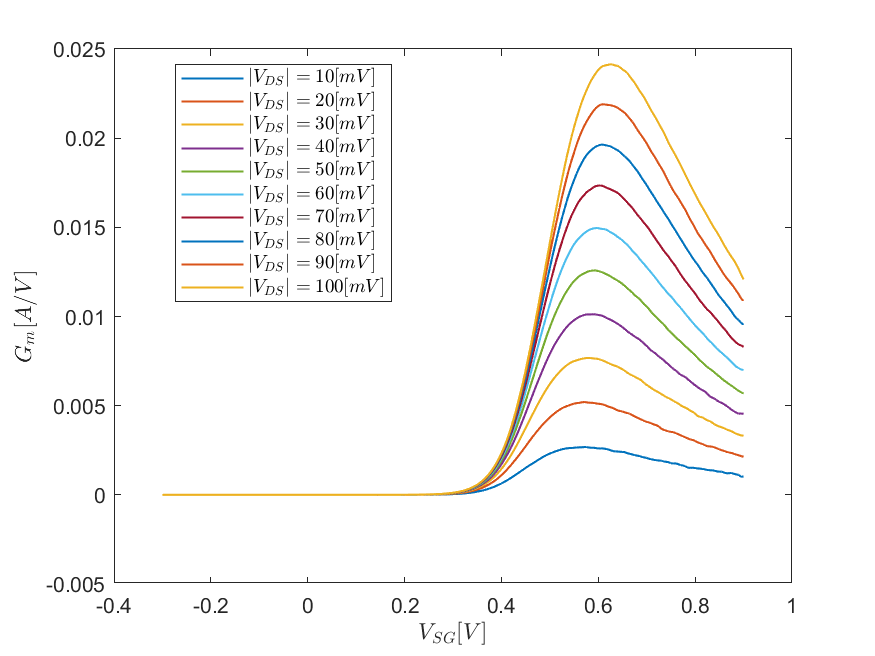 0.025
0.02
0.015
0.01
0.005
0
-0.005
G_m [A/V]
|V_DS| = 10[mV]
|V_DS| = 20[mV]
|V_DS| = 30[mV]
|V_DS| = 40[mV]
|V_DS| = 50[mV]
|V_DS| = 60[mV]
|V_DS| = 70[mV]
|V_DS| = 80[mV]
|V_DS| = 90[mV]
|V_DS| = 100[mV]
-0.4 -0.2 0 0.2 0.4 0.6 0.8 1
V_SG[V]